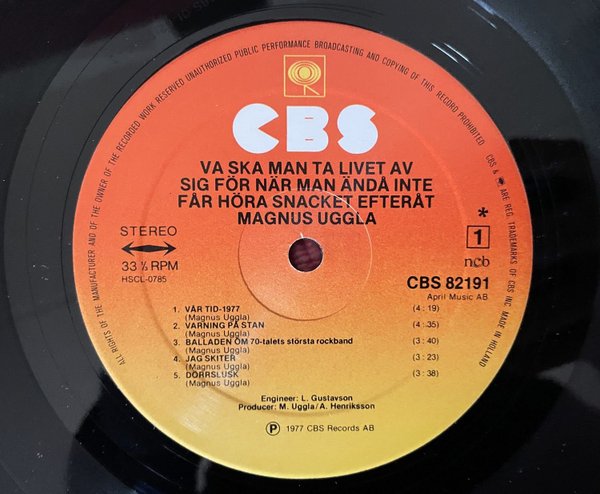 ALL RIGHTS OF THE MANUFACTURER AND OF THE OWNER OF THE RECORDED WORK RESERVED UNAUTHORIZED PUBLIC PERFORMANCE BROADCASTING AND COPYING OF THIS RECORD PROHIBITED
CBS & ARE REG. TRADEMARKS OF CBS INC. MADE IN HOLLAND
CBS
VA SKA MAN TA LIVET AV
SIG FÖR NÄR MAN ÄNDÅ INTE
FÅR HÖRA SNACKET EFTERÅT
MAGNUS UGGLA
STEREO
33 ⅓ RPM
HSCL-0785
*
1
ncb
CBS 82191
April Music AB
1. VÅR TID-1977 (4:19)
(Magnus Uggla)
2. VARNING PÅ STAN (4:35)
(Magnus Uggla)
3. BALLADEN OM 70-talets största rockband (3:40)
(Magnus Uggla)
4. JAG SKITER (3:23)
(Magnus Uggla)
5. DÖRRSLUSK (3:38)
(Magnus Uggla)
Engineer: L. Gustavson
Producer: M. Uggla/A. Henriksson
Ⓟ 1977 CBS Records AB